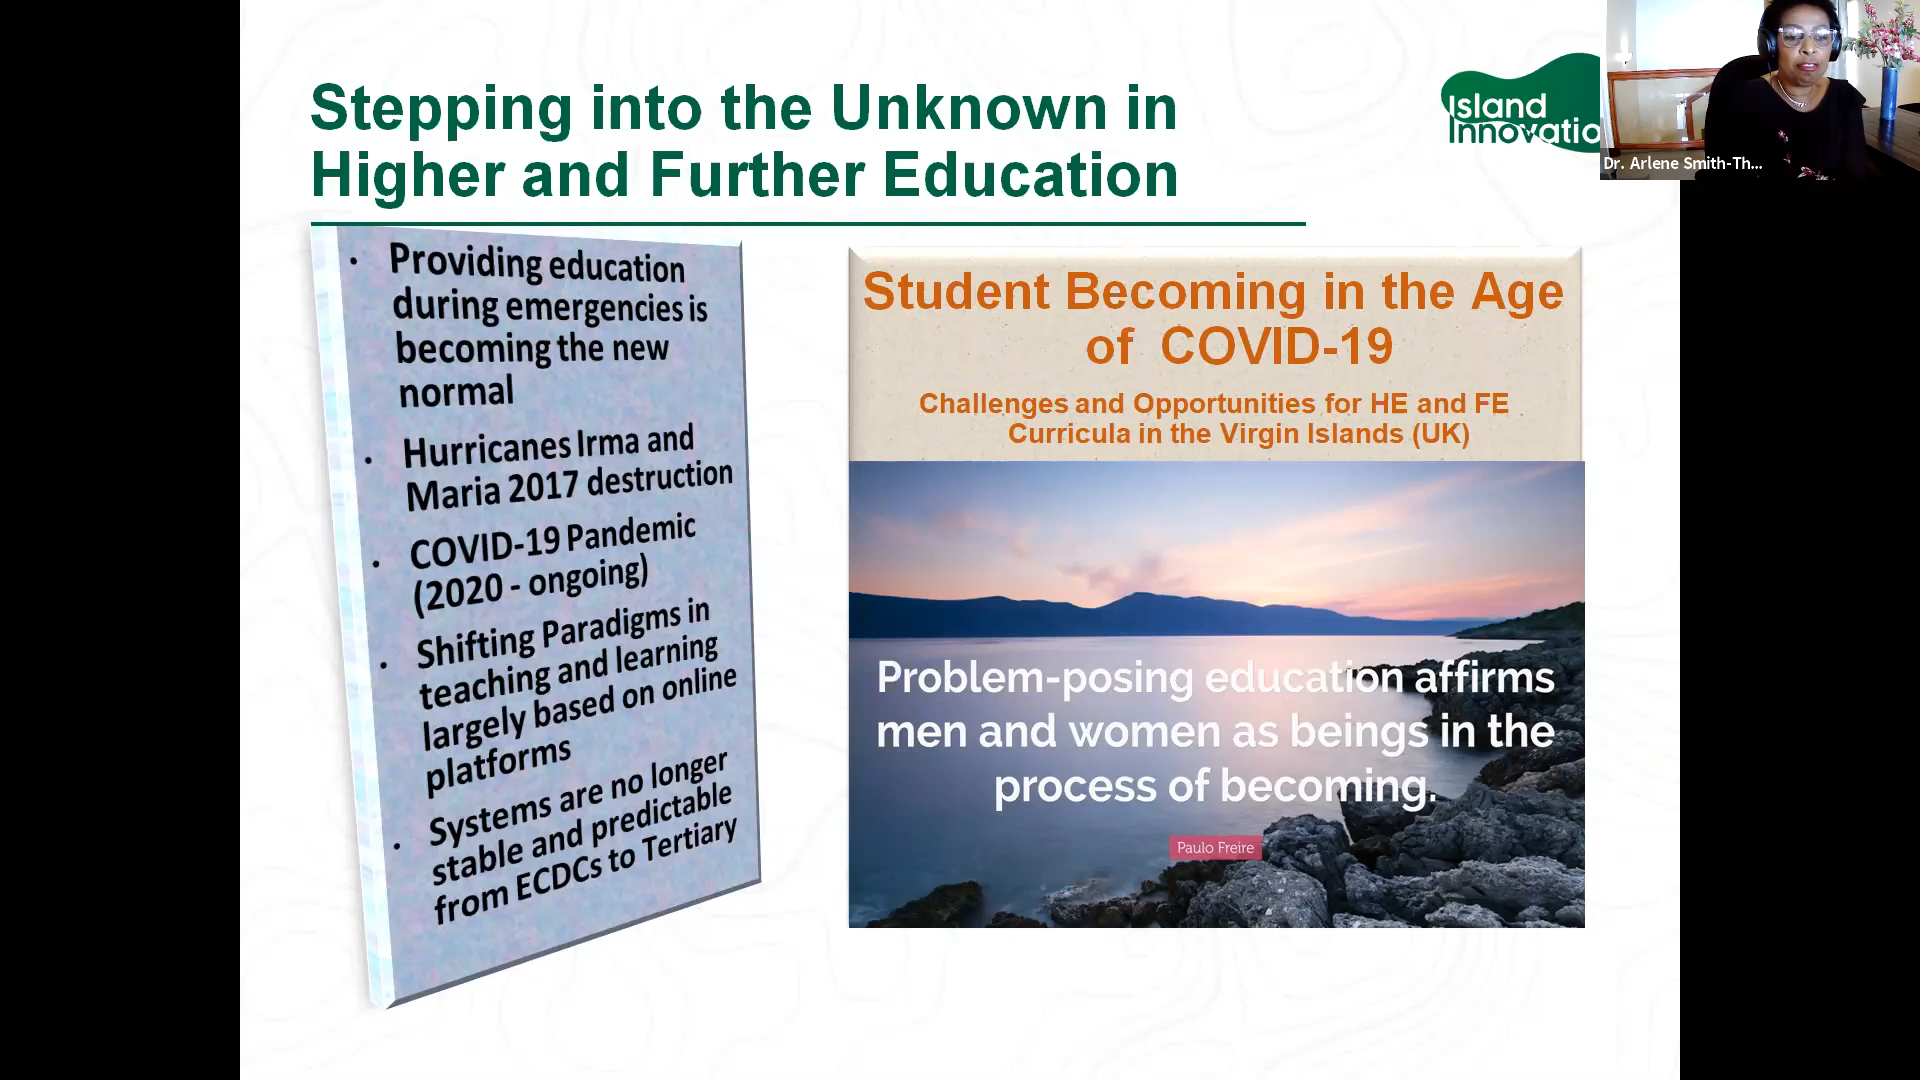 Stepping into the Unknown in
Higher and Further Education
Island
Innovatio
Dr. Arlene Smith-Th...
• Providing education
during emergencies is
becoming the new
normal
• Hurricanes Irma and
Maria 2017 destruction
• COVID-19 Pandemic
(2020 - ongoing)
• Shifting Paradigms in
teaching and learning
largely based on online
platforms
• Systems are no longer
stable and predictable
from ECDCs to Tertiary
Student Becoming in the Age
of COVID-19
Challenges and Opportunities for HE and FE
Curricula in the Virgin Islands (UK)
Problem-posing education affirms
men and women as beings in the
process of becoming.
Paulo Freire